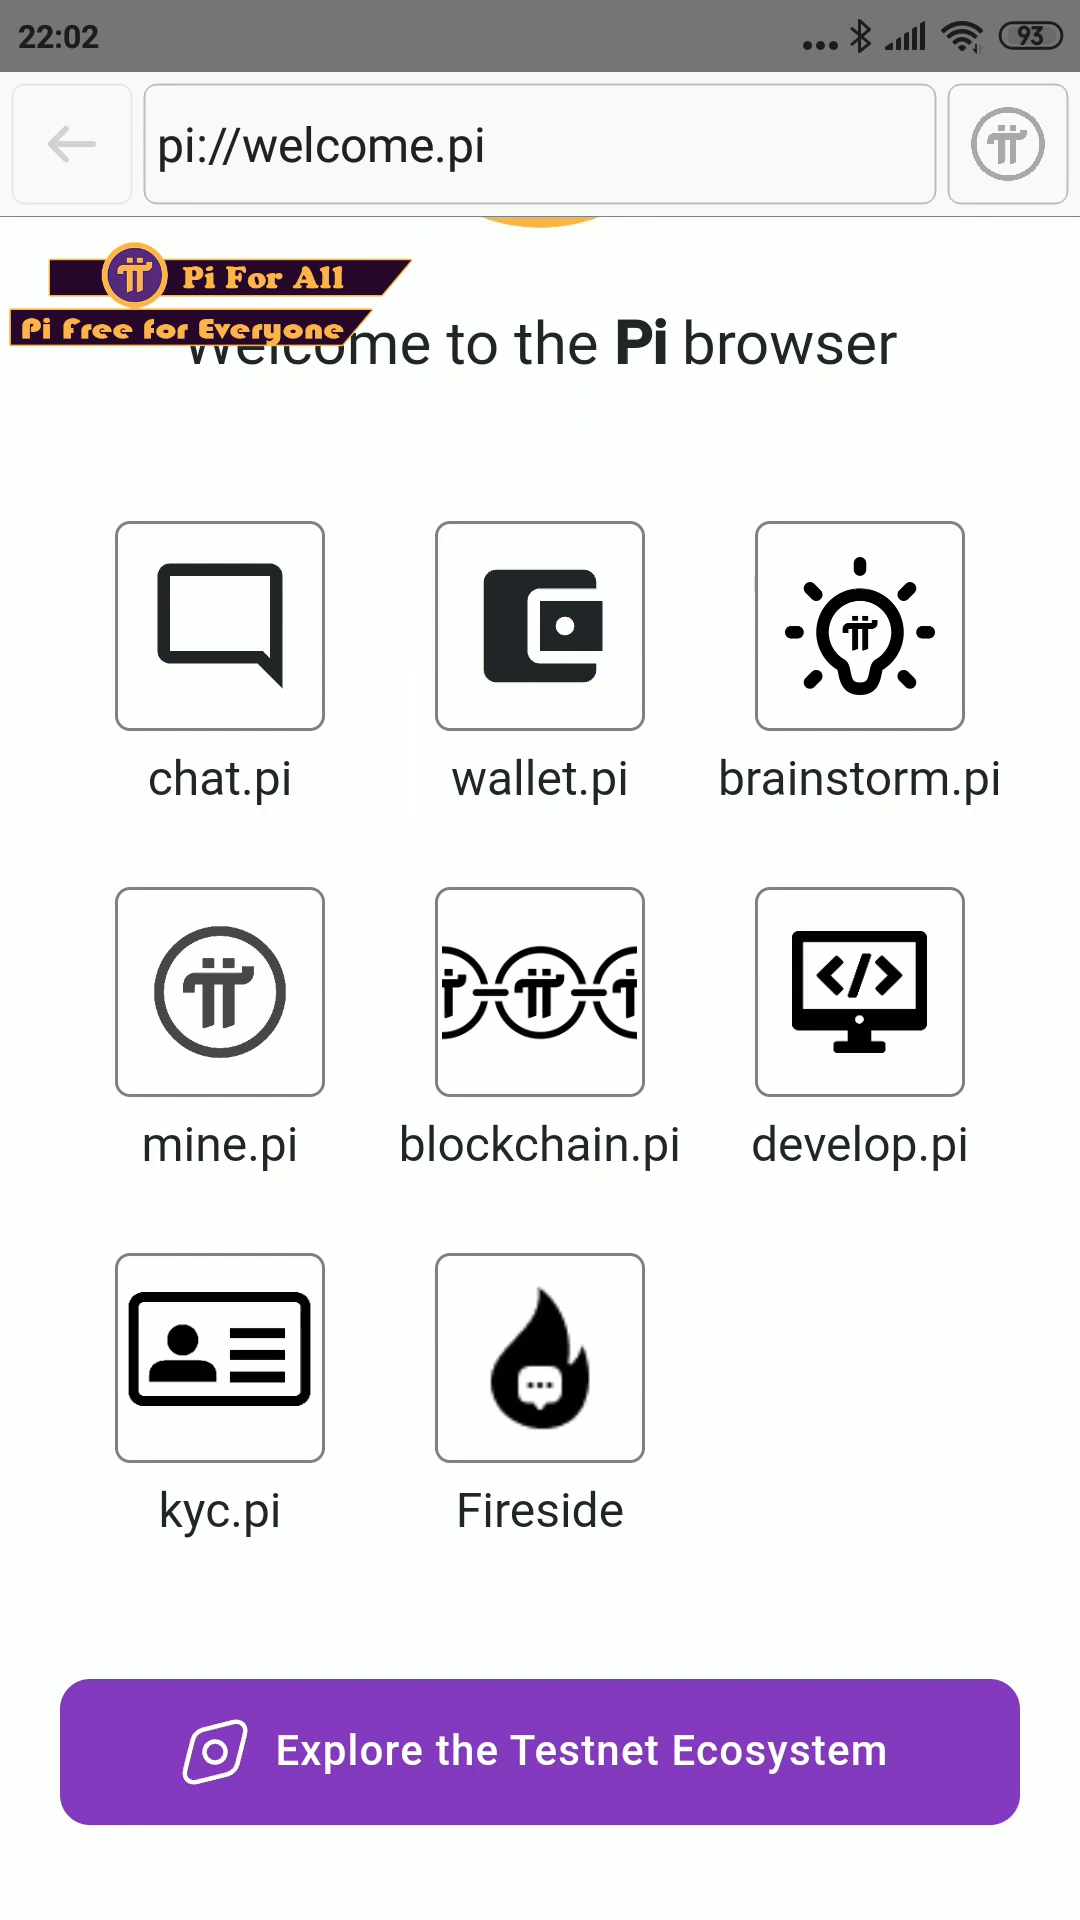 22:02
93
pi://welcome.pi
Pi For All
Pi Free for Everyone
Welcome to the Pi browser
chat.pi
wallet.pi
brainstorm.pi
mine.pi
blockchain.pi
develop.pi
kyc.pi
Fireside
Explore the Testnet Ecosystem